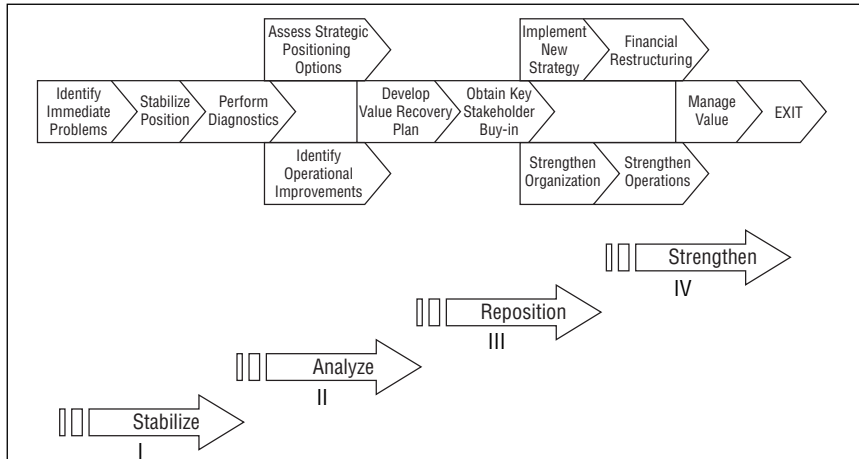 Assess Strategic
Positioning
Options
Implement
New
Strategy
Financial
Restructuring
Identify
Immediate
Problems
Stabilize
Position
Perform
Diagnostics
Develop
Value Recovery
Plan
Obtain Key
Stakeholder
Buy-in
Manage
Value
EXIT
Identify
Operational
Improvements
Strengthen
Organization
Strengthen
Operations
Strengthen
IV
Reposition
III
Analyze
II
Stabilize
I